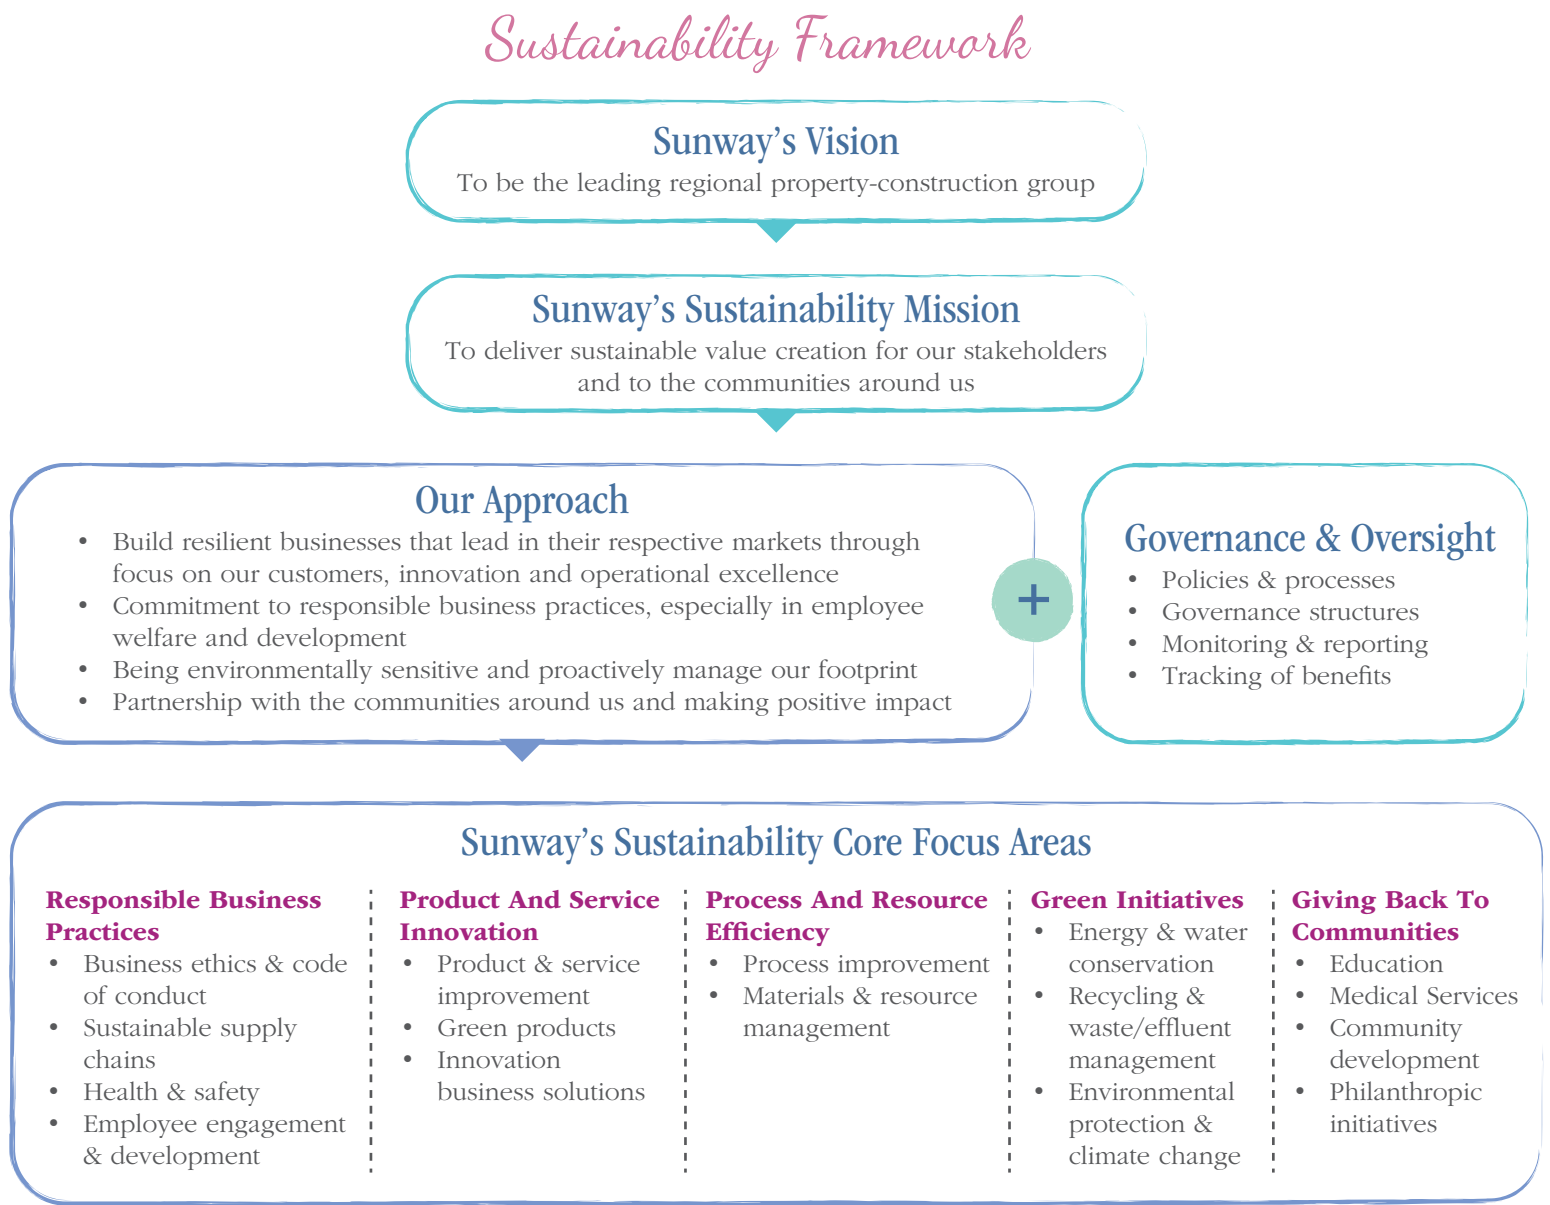 Sustainability Framework
Sunway's Vision
To be the leading regional property-construction group
Sunway's Sustainability Mission
To deliver sustainable value creation for our stakeholders
and to the communities around us
Our Approach
• Build resilient businesses that lead in their respective markets through
focus on our customers, innovation and operational excellence
• Commitment to responsible business practices, especially in employee
welfare and development
• Being environmentally sensitive and proactively manage our footprint
• Partnership with the communities around us and making positive impact
+
Governance & Oversight
• Policies & processes
• Governance structures
• Monitoring & reporting
• Tracking of benefits
Sunway's Sustainability Core Focus Areas
Responsible Business
Practices
• Business ethics & code
of conduct
• Sustainable supply
chains
• Health & safety
• Employee engagement
& development
Product And Service
Innovation
• Product & service
improvement
• Green products
• Innovation
business solutions
Process And Resource
Efficiency
• Process improvement
• Materials & resource
management
Green Initiatives
• Energy & water
conservation
• Recycling &
waste/effluent
management
• Environmental
protection &
climate change
Giving Back To
Communities
• Education
• Medical Services
• Community
development
• Philanthropic
initiatives